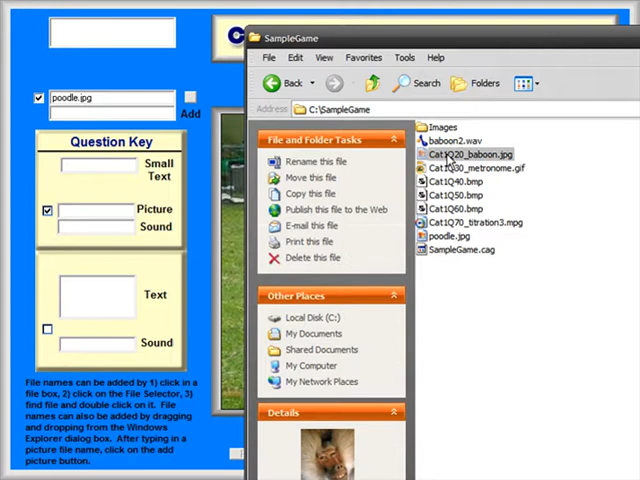 C
SampleGame
File Edit View Favorites Tools Help
Back Search Folders
Address C:\SampleGame
poodle.jpg
Add
Question Key
Small
Text
Picture
Sound
Text
Sound
File names can be added by 1) click in a
file box, 2) click on the File Selector, 3)
find file and double click on it. File
names can also be added by dragging
and dropping from the Windows
Explorer dialog box. After typing in a
picture file name, click on the add
picture button.
File and Folder Tasks
Rename this file
Move this file
Copy this file
Publish this file to the Web
E-mail this file
Print this file
Delete this file
Other Places
Local Disk (C:)
My Documents
Shared Documents
My Computer
My Network Places
Details
Images
baboon2.wav
Cat1Q20_baboon.jpg
Cat1Q30_metronome.gif
Cat1Q40.bmp
Cat1Q50.bmp
Cat1Q60.bmp
Cat1Q70_titration3.mpg
poodle.jpg
SampleGame.cag